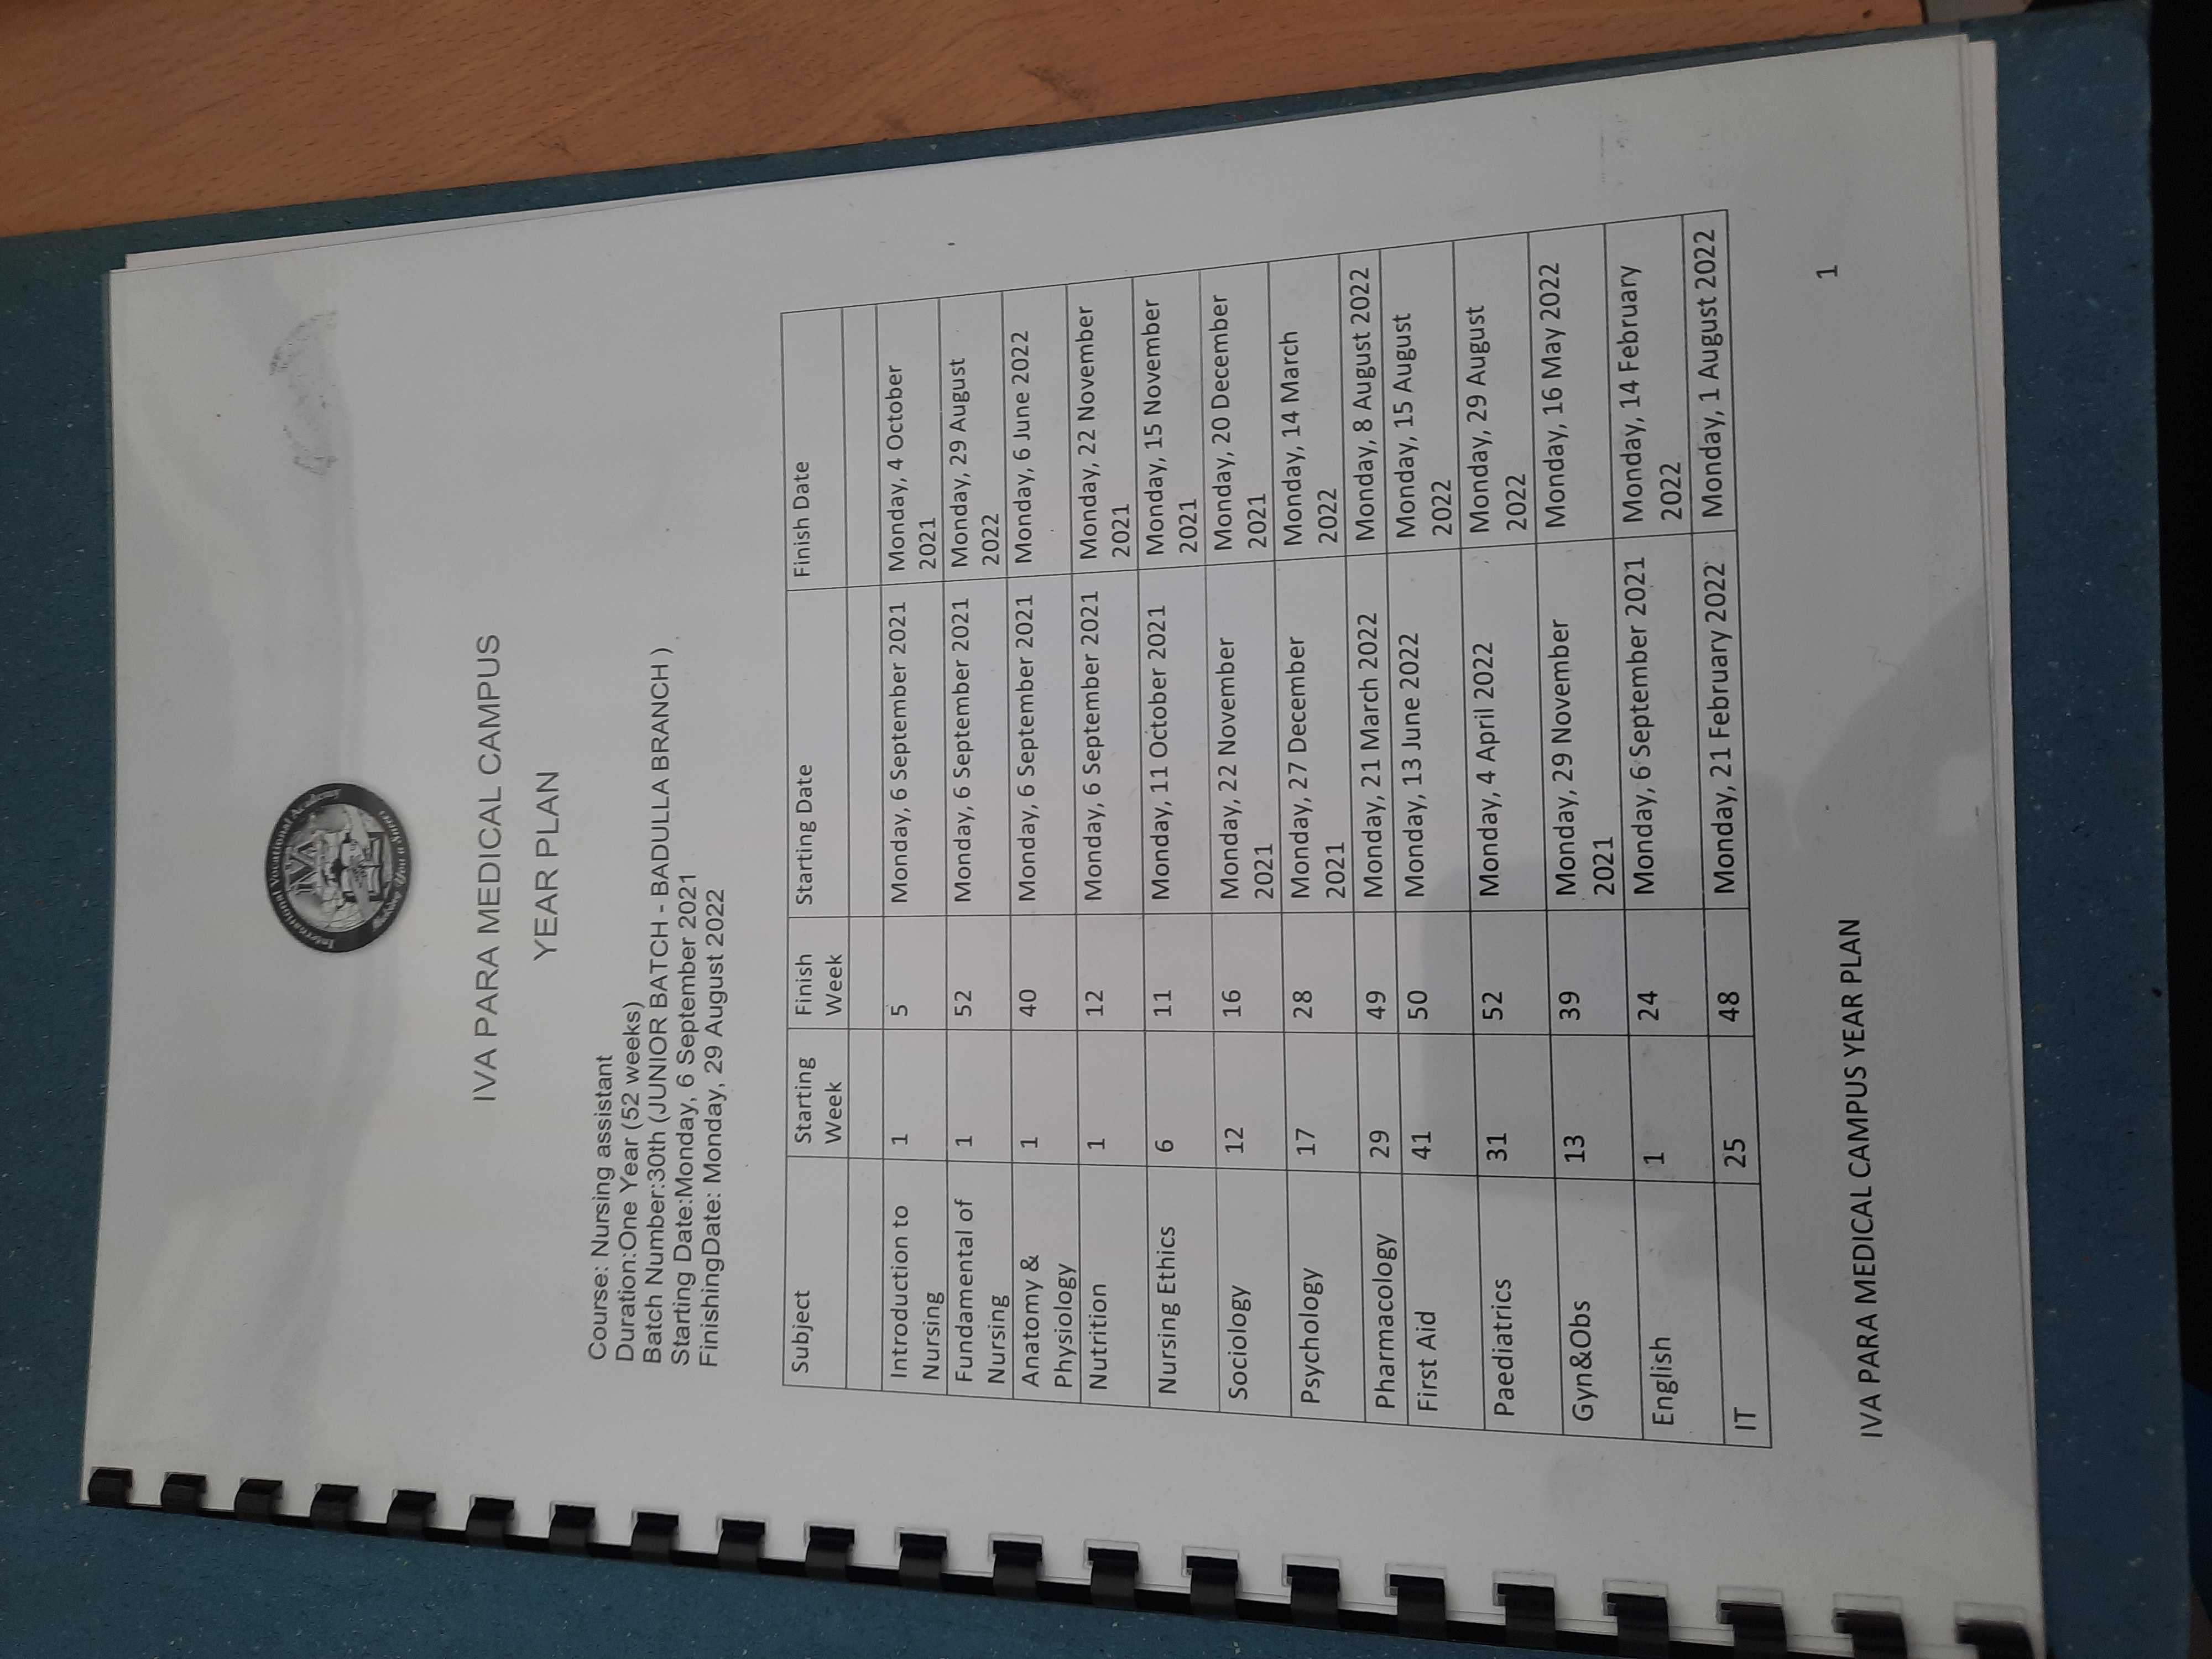 International Vocational Academy
IVA
IVA PARA MEDICAL CAMPUS
YEAR PLAN
Course: Nursing assistant
Duration:One Year (52 weeks)
Batch Number:30th (JUNIOR BATCH - BADULLA BRANCH )
Starting Date:Monday, 6 September 2021
FinishingDate: Monday, 29 August 2022
Subject Starting Week Finish Week Starting Date Finish Date
Introduction to Nursing 1 5 Monday, 6 September 2021 Monday, 4 October 2021
Fundamental of Nursing 1 52 Monday, 6 September 2021 Monday, 29 August 2022
Anatomy & Physiology 1 40 Monday, 6 September 2021 Monday, 6 June 2022
Nutrition 1 12 Monday, 6 September 2021 Monday, 22 November 2021
Nursing Ethics 6 11 Monday, 11 October 2021 Monday, 15 November 2021
Sociology 12 16 Monday, 22 November 2021 Monday, 20 December 2021
Psychology 17 28 Monday, 27 December 2021 Monday, 14 March 2022
Pharmacology 29 49 Monday, 21 March 2022 Monday, 8 August 2022
First Aid 41 50 Monday, 13 June 2022 Monday, 15 August 2022
Paediatrics 31 52 Monday, 4 April 2022 Monday, 29 August 2022
Gyn&Obs 13 39 Monday, 29 November 2021 Monday, 16 May 2022
English 1 24 Monday, 6 September 2021 Monday, 14 February 2022
IT 25 48 Monday, 21 February 2022 Monday, 1 August 2022
IVA PARA MEDICAL CAMPUS YEAR PLAN 1